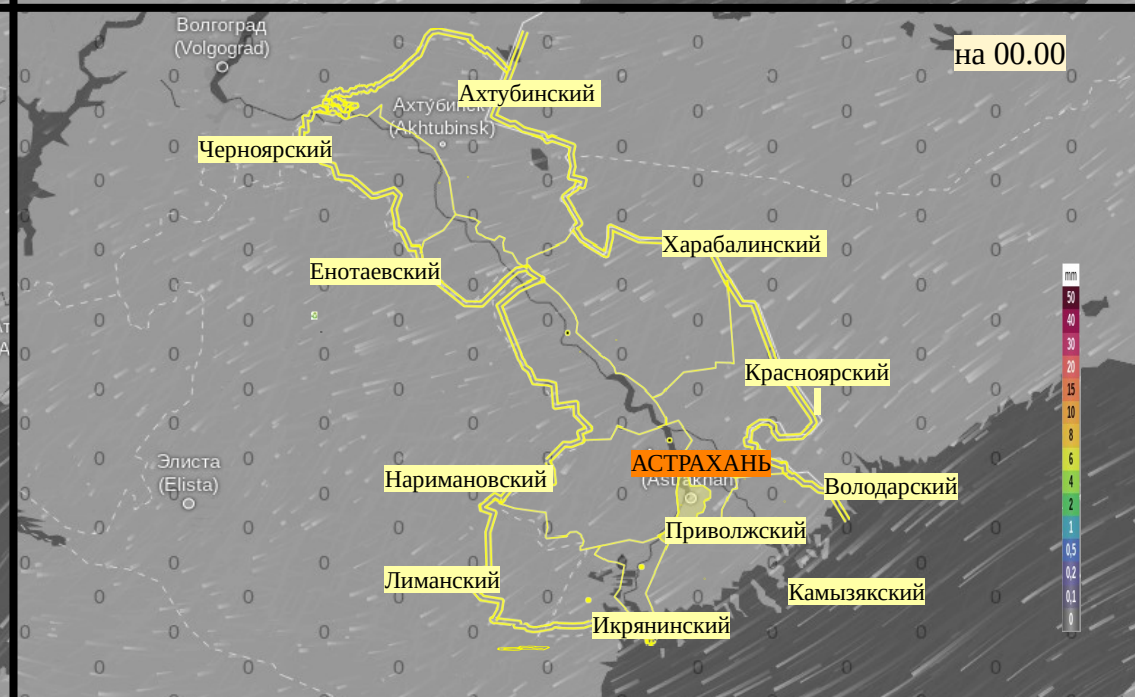 Волгоград
(Volgograd)
на 00.00
Ахтубинский
(Akhtubinsk)
Черноярский
Харабалинский
Енотаевский
mm
50
40
30
20
15
10
8
6
4
2
1
0,5
0,2
0,1
0
Красноярский
Элиста
(Elista)
АСТРАХАНЬ
(Astrakhan)
Наримановский
Володарский
Приволжский
Лиманский
Камызякский
Икрянинский